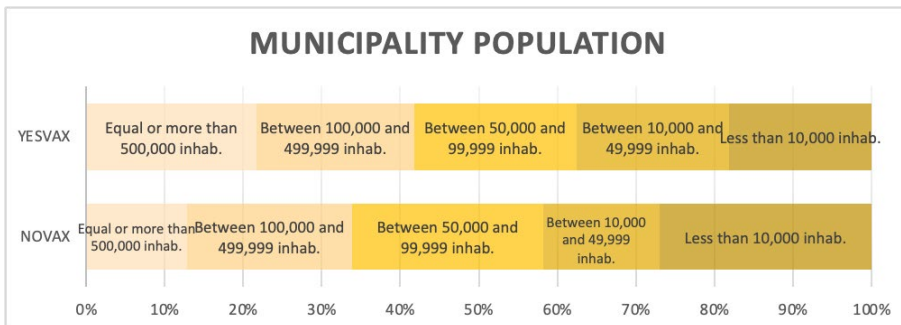 MUNICIPALITY POPULATION
YESVAX
Equal or more than
500,000 inhab.
Between 100,000 and
499,999 inhab.
Between 50,000 and
99,999 inhab.
Between 10,000 and
49,999 inhab.
Less than 10,000 inhab.
NOVAX
Equal or more than
500,000 inhab.
Between 100,000 and
499,999 inhab.
Between 50,000 and
99,999 inhab.
Between 10,000
and 49,999
inhab.
Less than 10,000 inhab.
0% 10% 20% 30% 40% 50% 60% 70% 80% 90% 100%